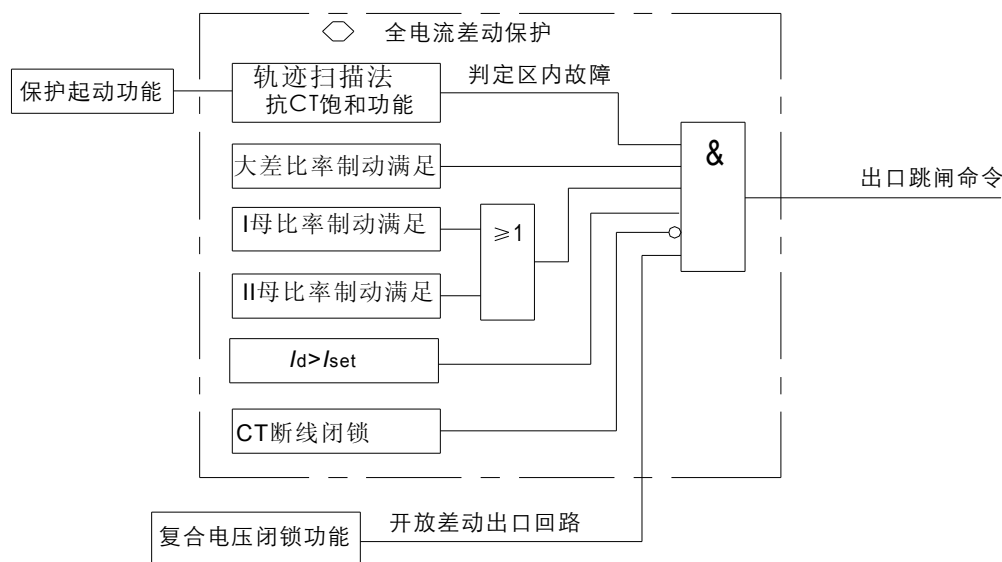 全电流差动保护
保护起动功能
轨迹扫描法
抗CT饱和功能
判定区内故障
大差比率制动满足
&
出口跳闸命令
I母比率制动满足
≥1
II母比率制动满足
Id>Iset
CT断线闭锁
复合电压闭锁功能
开放差动出口回路